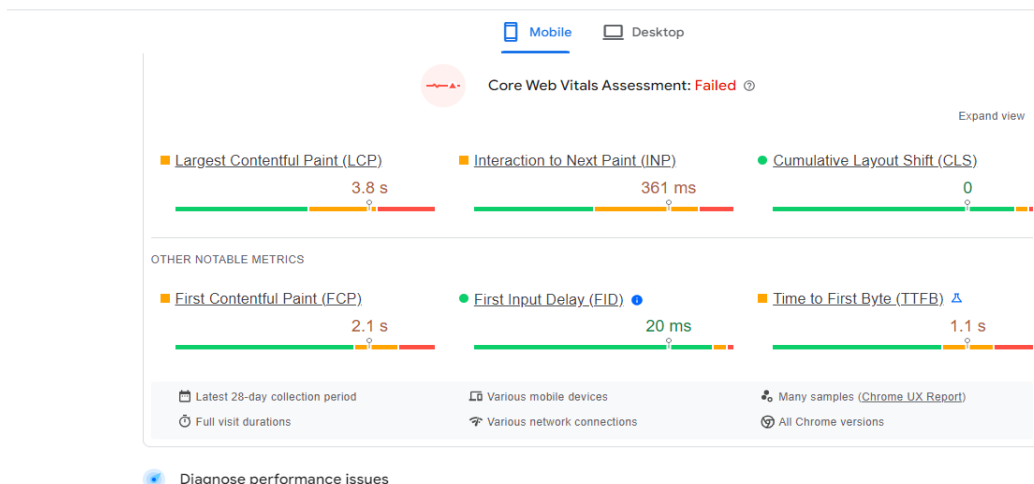 Mobile Desktop
Core Web Vitals Assessment: Failed
Expand view
Largest Contentful Paint (LCP) Interaction to Next Paint (INP) Cumulative Layout Shift (CLS)
3.8 s 361 ms 0
OTHER NOTABLE METRICS
First Contentful Paint (FCP) First Input Delay (FID) Time to First Byte (TTFB)
2.1 s 20 ms 1.1 s
Latest 28-day collection period Various mobile devices Many samples (Chrome UX Report)
Full visit durations Various network connections All Chrome versions
Diagnose performance issues